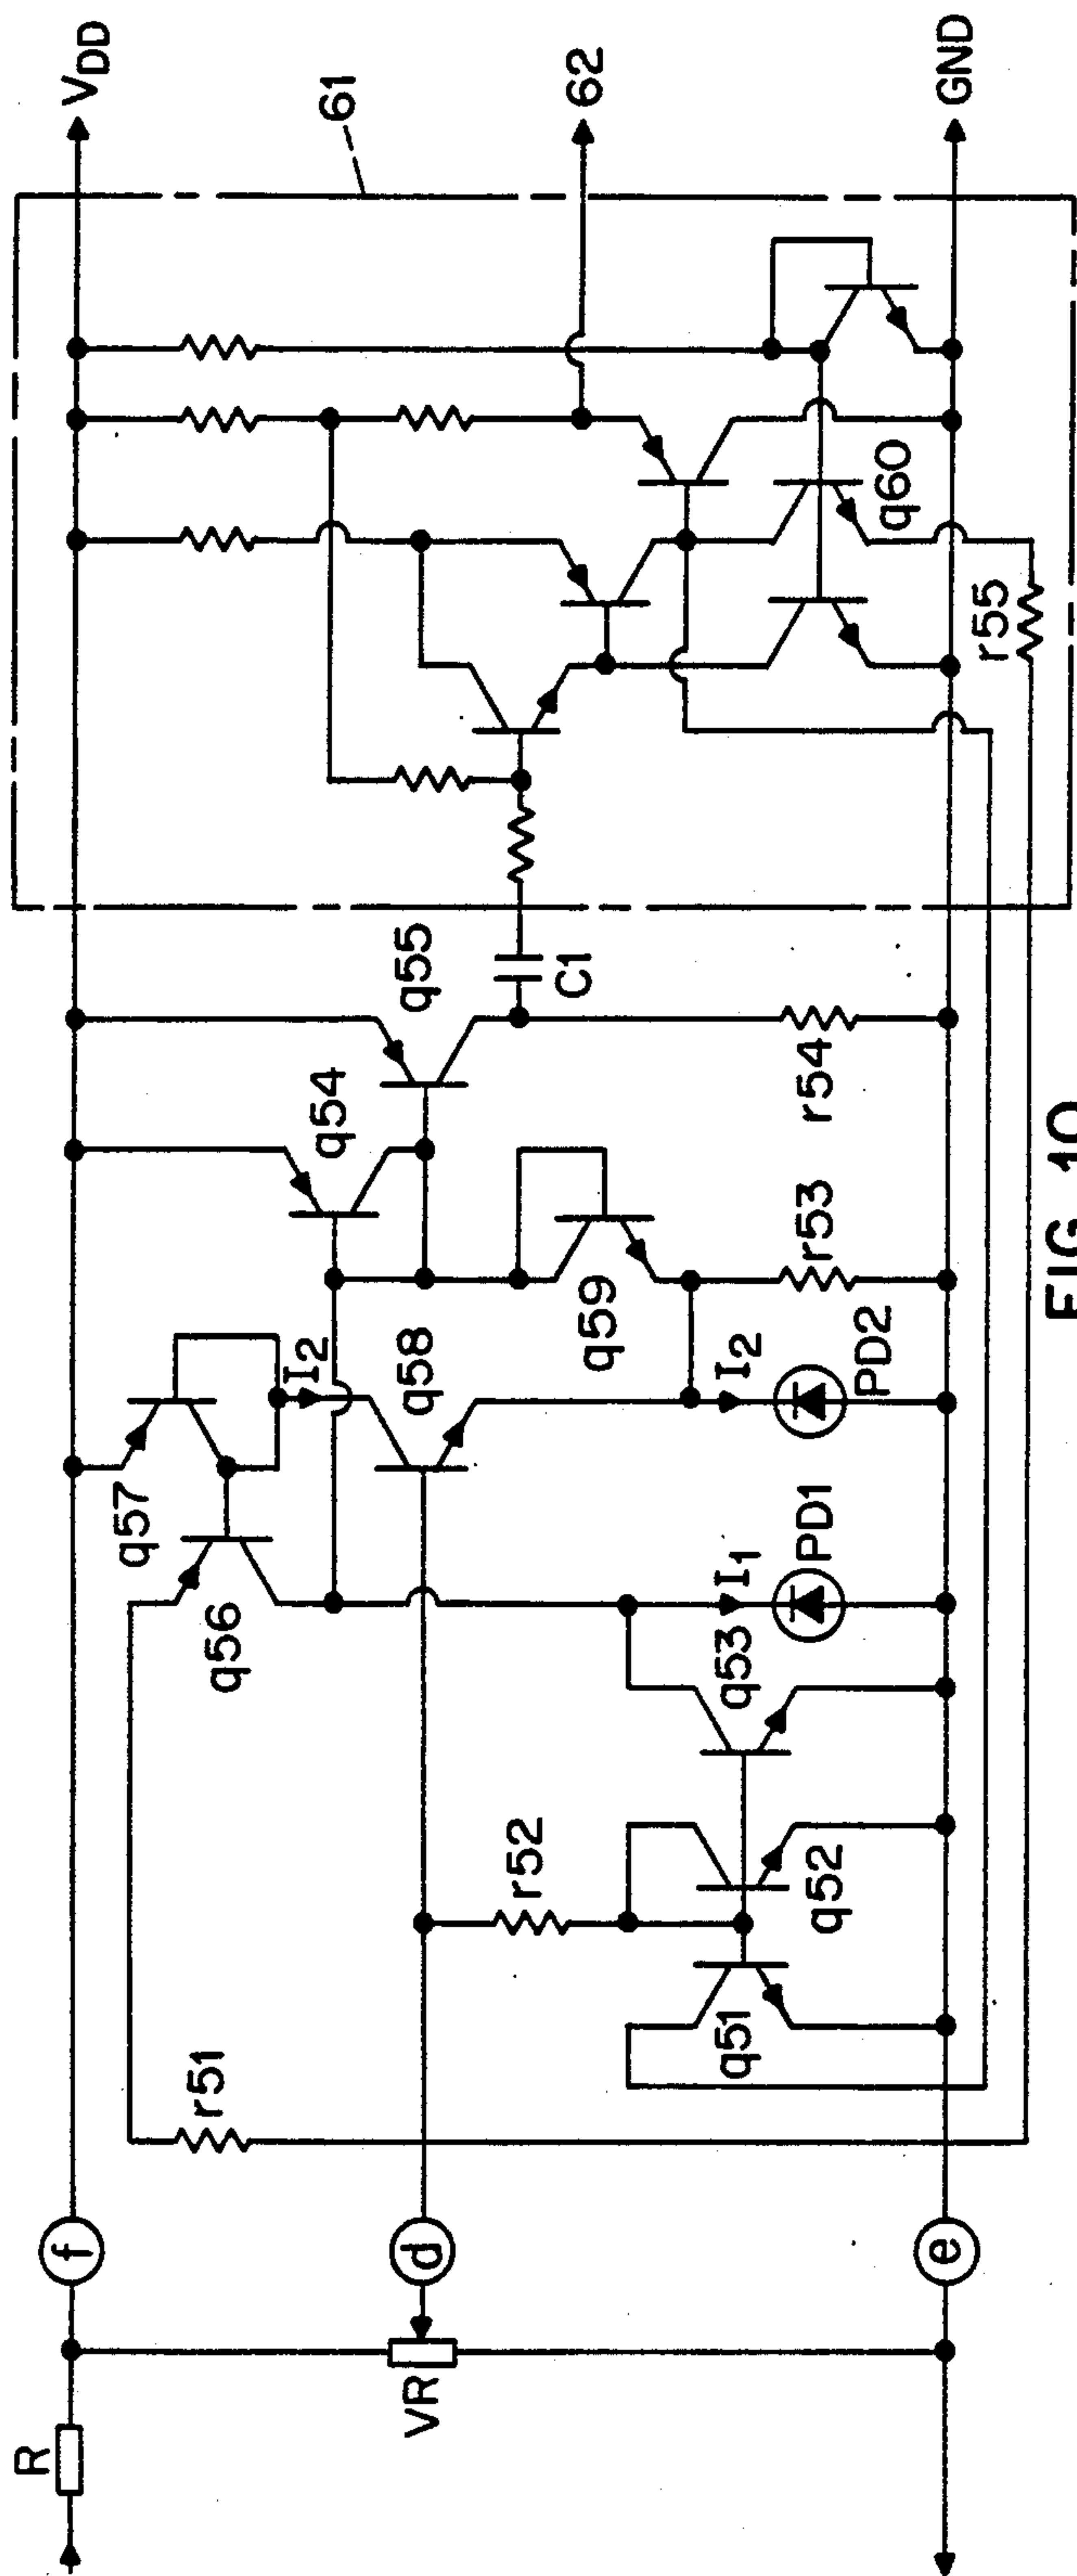 R
VR
f
d
e
r51
r52
q51
q52
q53
q56
q57
I2
q58
I1
PD1
I2
PD2
q59
r53
q54
q55
r54
C1
61
q60
r55
VDD
62
GND
FIG. 10